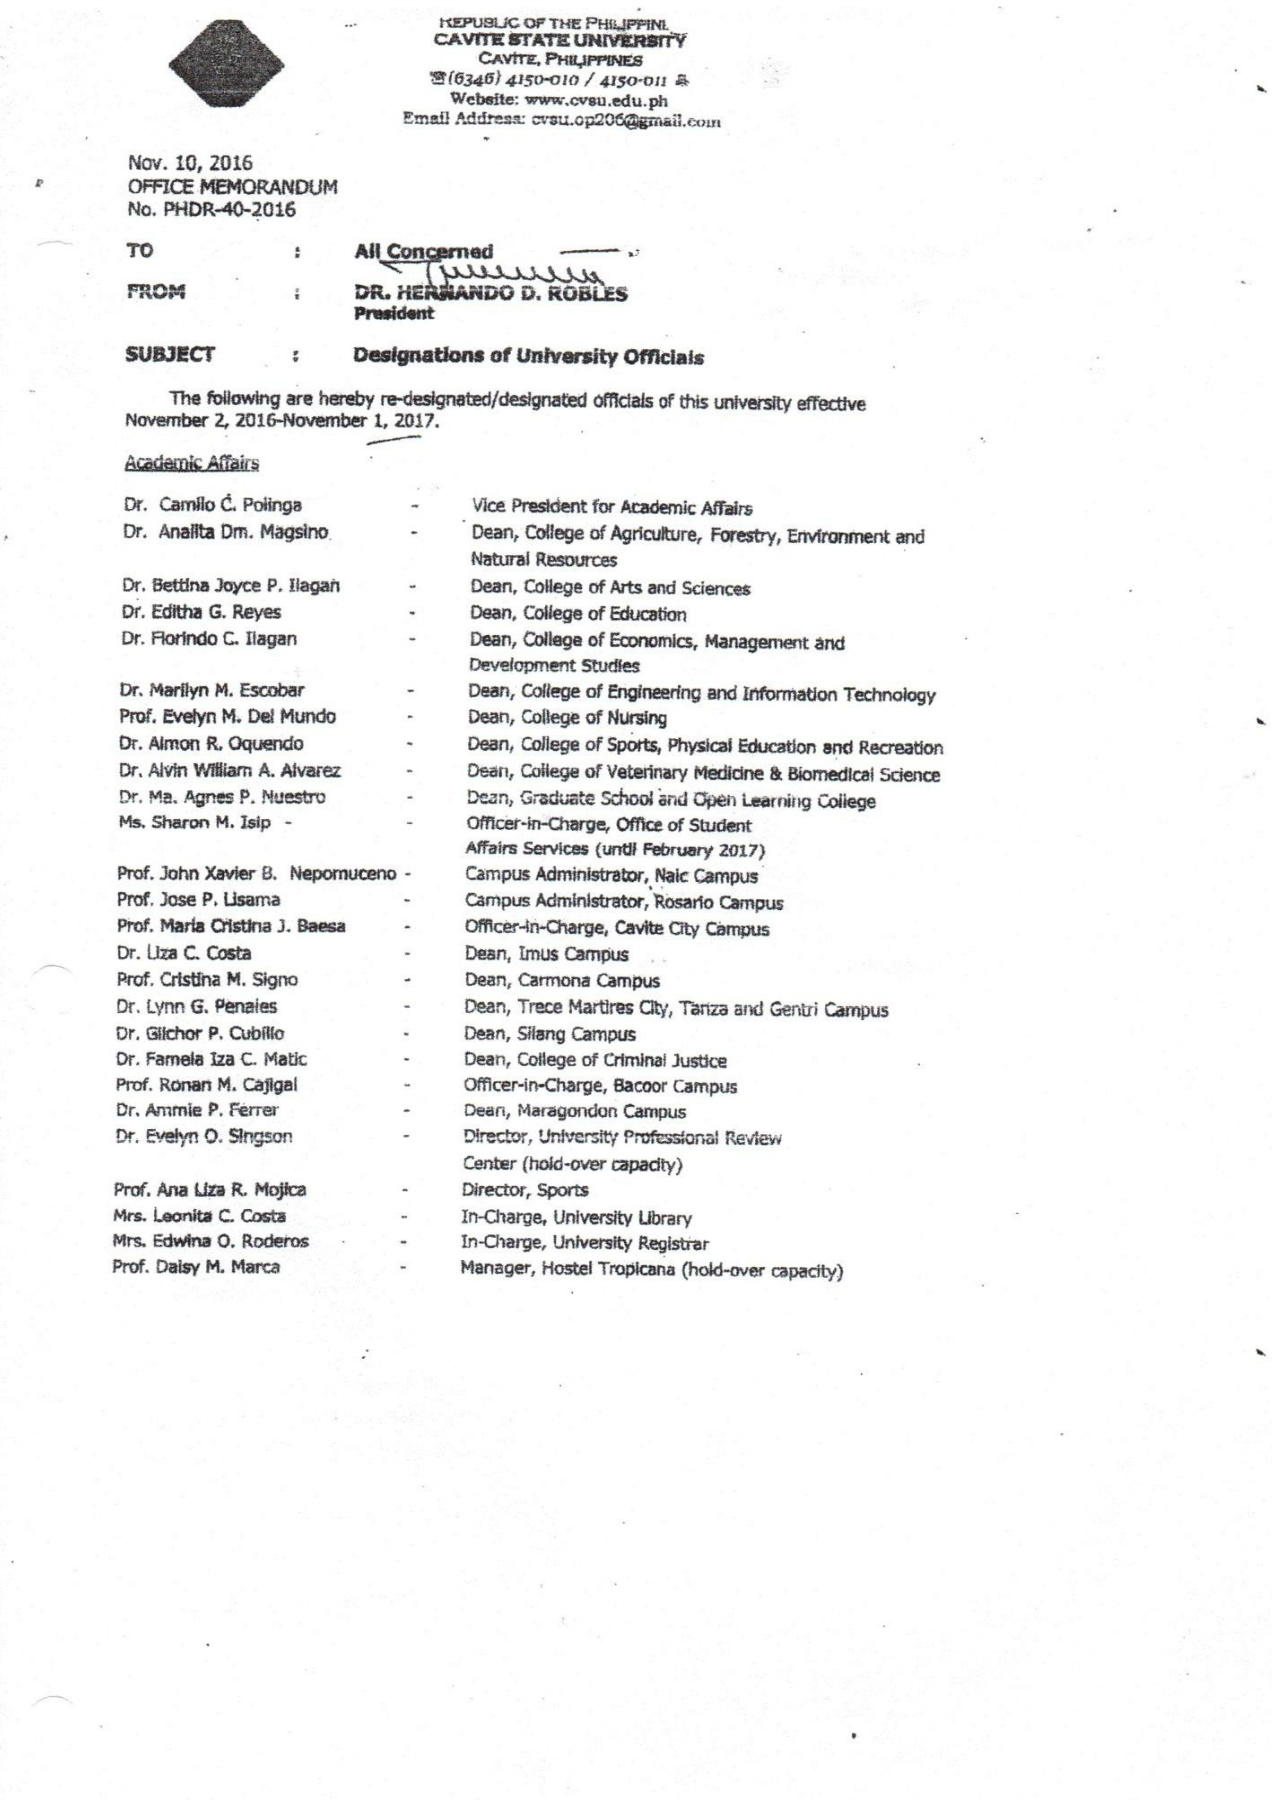 REPUBLIC OF THE PHILIPPINE
CAVITE STATE UNIVERSITY
CAVITE, PHILIPPINES
☎(6346) 4150-010 / 4150-011
Website: www.cvsu.edu.ph
Email Address: cvsu.op206@gmail.com
Nov. 10, 2016
OFFICE MEMORANDUM
No. PHDR-40-2016
TO : All Concerned
FROM : DR. HERNANDO D. ROBLES
President
SUBJECT : Designations of University Officials
The following are hereby re-designated/designated officials of this university effective
November 2, 2016-November 1, 2017.
Academic Affairs
Dr. Camilo C. Polinga - Vice President for Academic Affairs
Dr. Analita Dm. Magsino - Dean, College of Agriculture, Forestry, Environment and
Natural Resources
Dr. Bettina Joyce P. Ilagan - Dean, College of Arts and Sciences
Dr. Editha G. Reyes - Dean, College of Education
Dr. Florindo C. Ilagan - Dean, College of Economics, Management and
Development Studies
Dr. Marilyn M. Escobar - Dean, College of Engineering and Information Technology
Prof. Evelyn M. Del Mundo - Dean, College of Nursing
Dr. Almon R. Oquendo - Dean, College of Sports, Physical Education and Recreation
Dr. Alvin William A. Alvarez - Dean, College of Veterinary Medicine & Biomedical Science
Dr. Ma. Agnes P. Nuestro - Dean, Graduate School and Open Learning College
Ms. Sharon M. Isip - - Officer-in-Charge, Office of Student
Affairs Services (until February 2017)
Prof. John Xavier B. Nepomuceno - Campus Administrator, Naic Campus
Prof. Jose P. Lisama - Campus Administrator, Rosario Campus
Prof. Maria Cristina J. Baesa - Officer-in-Charge, Cavite City Campus
Dr. Liza C. Costa - Dean, Imus Campus
Prof. Cristina M. Signo - Dean, Carmona Campus
Dr. Lynn G. Penales - Dean, Trece Martires City, Tanza and Gentri Campus
Dr. Gilchor P. Cubillo - Dean, Silang Campus
Dr. Famela Iza C. Matic - Dean, College of Criminal Justice
Prof. Ronan M. Cajigal - Officer-in-Charge, Bacoor Campus
Dr. Ammie P. Ferrer - Dean, Maragondon Campus
Dr. Evelyn O. Singson - Director, University Professional Review
Center (hold-over capacity)
Prof. Ana Liza R. Mojica - Director, Sports
Mrs. Leonita C. Costa - In-Charge, University Library
Mrs. Edwina O. Roderos - In-Charge, University Registrar
Prof. Daisy M. Marca - Manager, Hostel Tropicana (hold-over capacity)